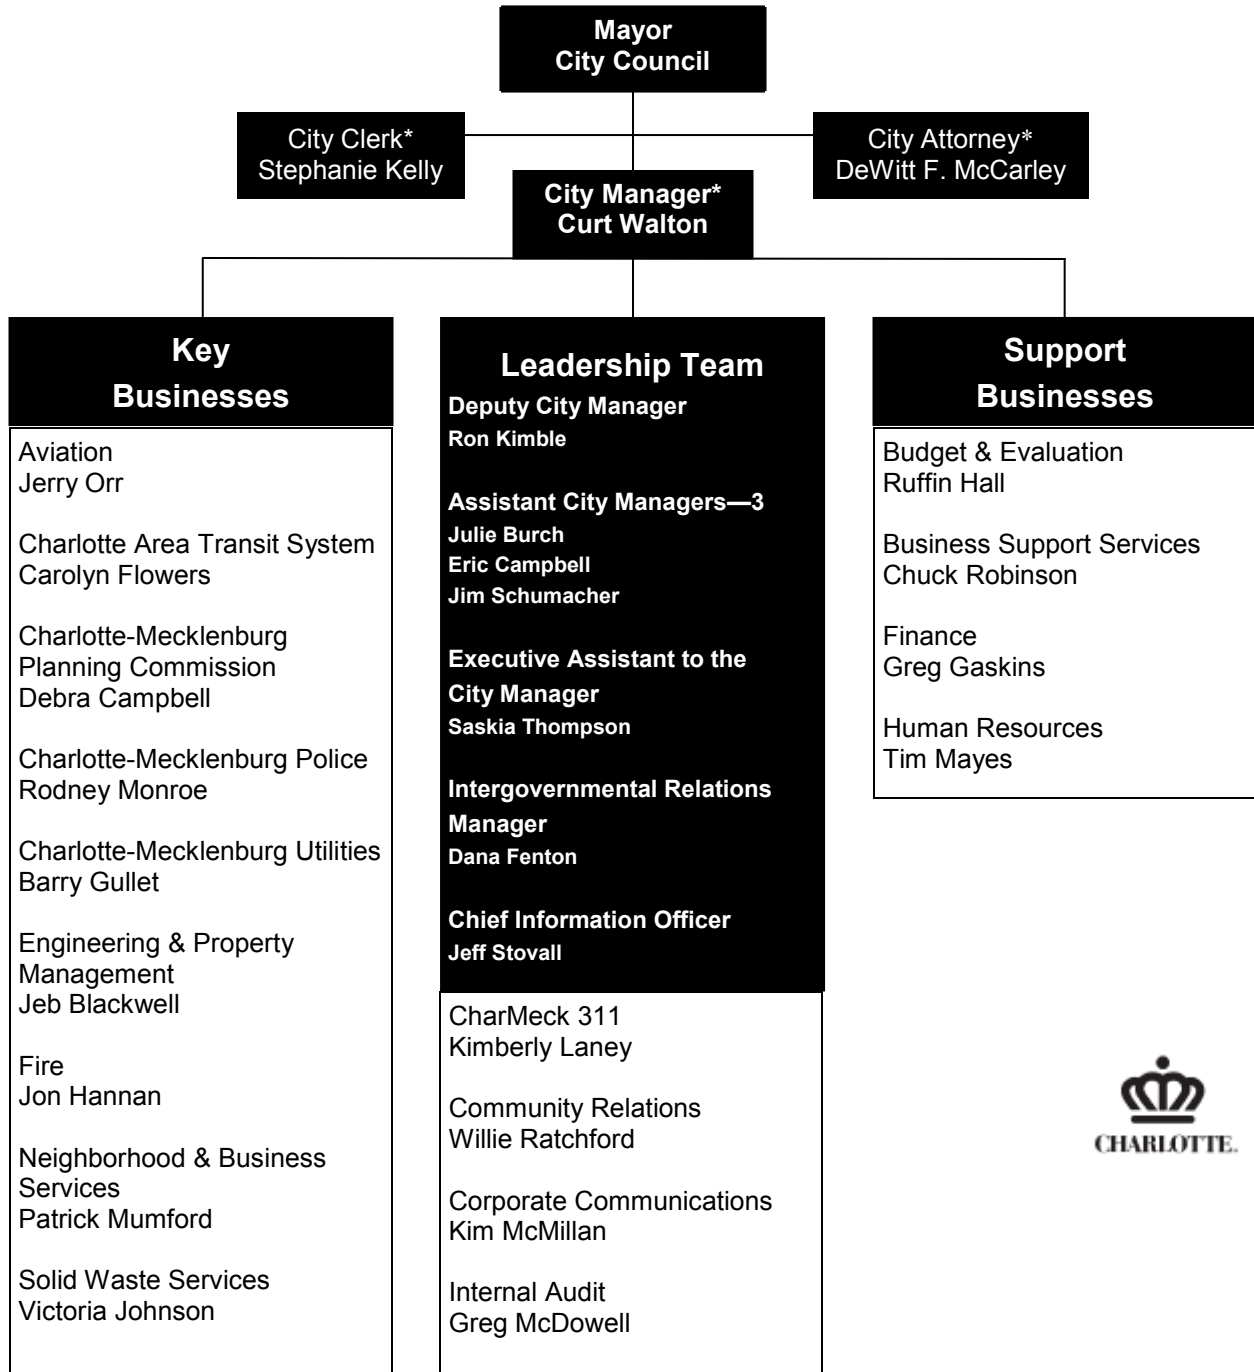 Mayor
City Council
City Clerk*
Stephanie Kelly
City Attorney*
DeWitt F. McCarley
City Manager*
Curt Walton
Key
Businesses
Aviation
Jerry Orr
Charlotte Area Transit System
Carolyn Flowers
Charlotte-Mecklenburg
Planning Commission
Debra Campbell
Charlotte-Mecklenburg Police
Rodney Monroe
Charlotte-Mecklenburg Utilities
Barry Gullet
Engineering & Property
Management
Jeb Blackwell
Fire
Jon Hannan
Neighborhood & Business
Services
Patrick Mumford
Solid Waste Services
Victoria Johnson
Leadership Team
Deputy City Manager
Ron Kimble
Assistant City Managers—3
Julie Burch
Eric Campbell
Jim Schumacher
Executive Assistant to the
City Manager
Saskia Thompson
Intergovernmental Relations
Manager
Dana Fenton
Chief Information Officer
Jeff Stovall
CharMeck 311
Kimberly Laney
Community Relations
Willie Ratchford
Corporate Communications
Kim McMillan
Internal Audit
Greg McDowell
Support
Businesses
Budget & Evaluation
Ruffin Hall
Business Support Services
Chuck Robinson
Finance
Greg Gaskins
Human Resources
Tim Mayes
CHARLOTTE.